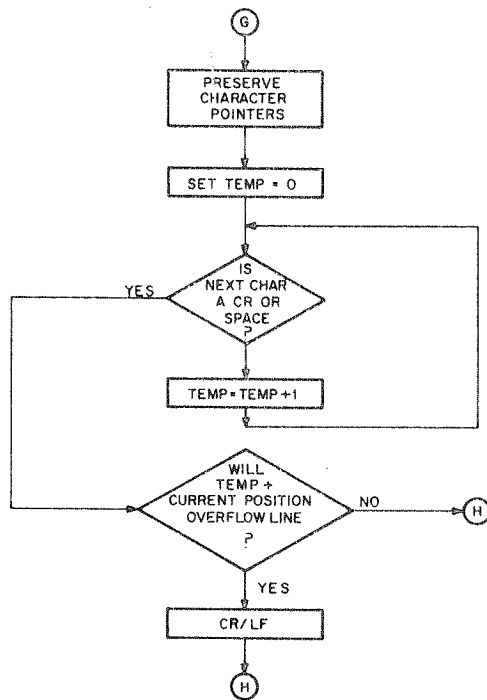 G
PRESERVE
CHARACTER
POINTERS
SET TEMP = 0
IS
NEXT CHAR
A CR OR
SPACE
?
YES
TEMP=TEMP+1
WILL
TEMP +
CURRENT POSITION
OVERFLOW LINE
?
NO
H
YES
CR/LF
H